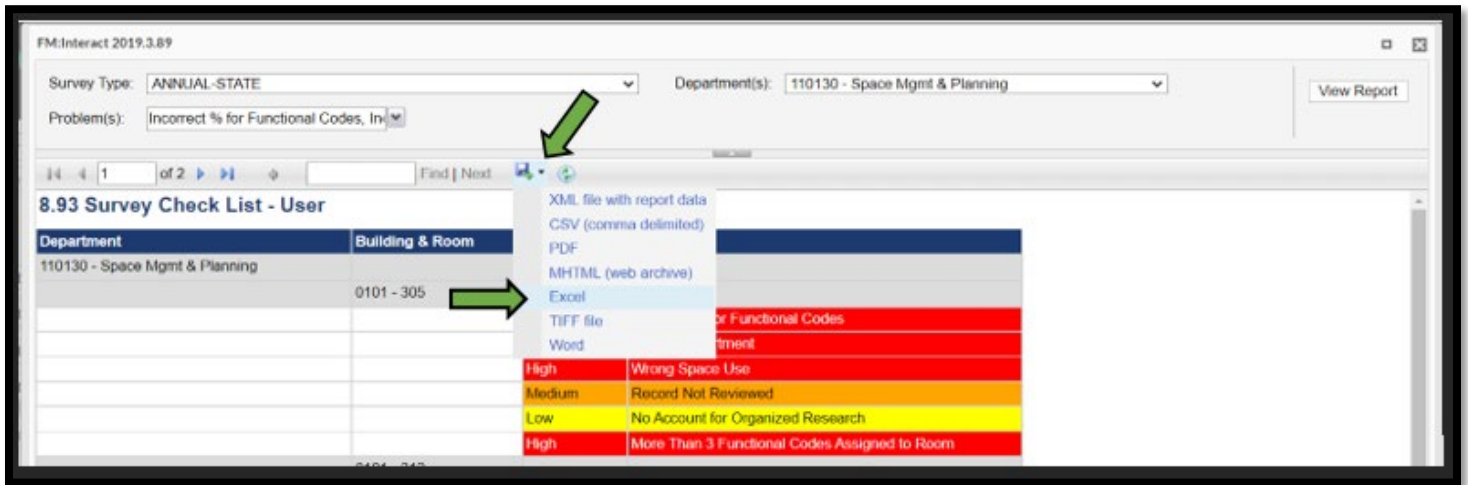 FM:Interact 2019.3.89
Survey Type: ANNUAL-STATE Department(s): 110130 - Space Mgmt & Planning View Report
Problem(s): Incorrect % for Functional Codes, In
1 of 2 Find | Next
8.93 Survey Check List - User
XML file with report data
CSV (comma delimited)
PDF
MHTML (web archive)
Excel
TIFF file
Word
Department Building & Room
110130 - Space Mgmt & Planning
0101 - 305
or Functional Codes
tment
High Wrong Space Use
Medium Record Not Reviewed
Low No Account for Organized Research
High More Than 3 Functional Codes Assigned to Room